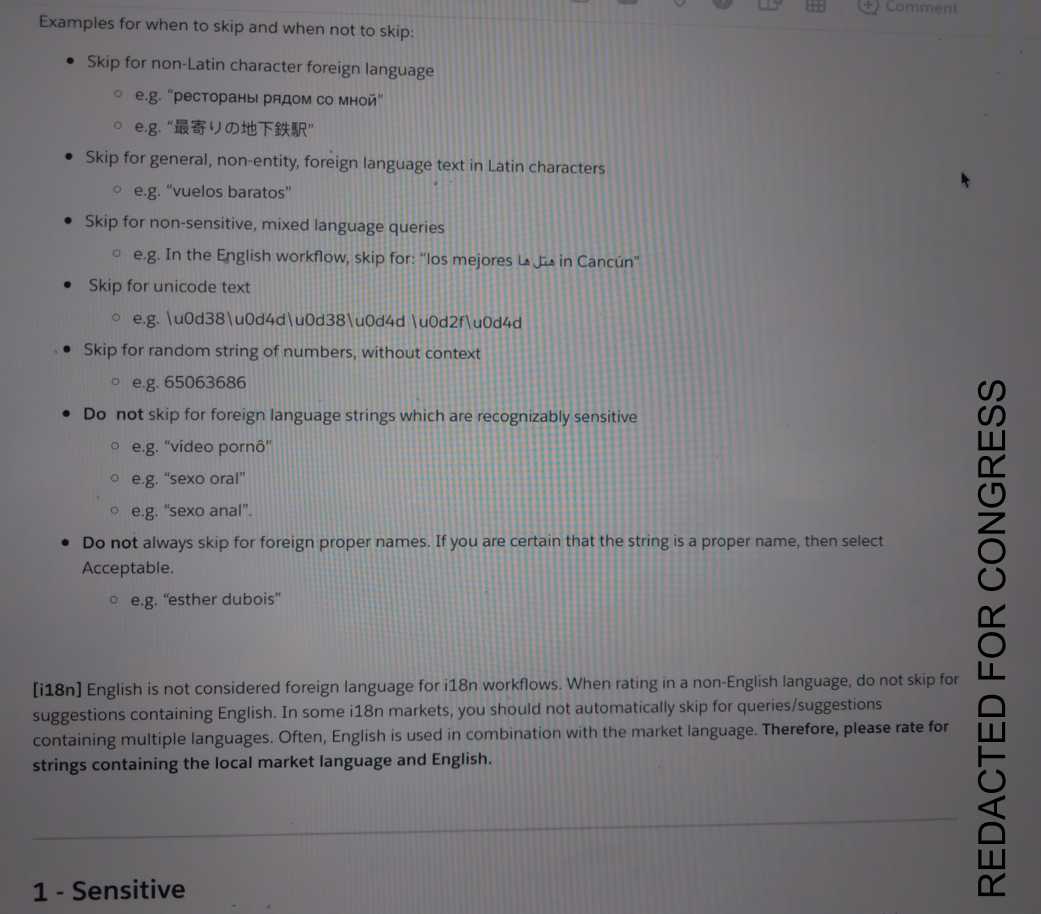 Comment
Examples for when to skip and when not to skip:
• Skip for non-Latin character foreign language
○ e.g. “рестораны рядом со мной”
○ e.g. “最寄りの地下鉄駅”
• Skip for general, non-entity, foreign language text in Latin characters
○ e.g. “vuelos baratos”
• Skip for non-sensitive, mixed language queries
○ e.g. In the English workflow, skip for: “los mejores هتل ها in Cancún”
• Skip for unicode text
○ e.g. \u0d38\u0d4d\u0d38\u0d4d \u0d2f\u0d4d
• Skip for random string of numbers, without context
○ e.g. 65063686
• Do not skip for foreign language strings which are recognizably sensitive
○ e.g. “vídeo pornô”
○ e.g. “sexo oral”
○ e.g. “sexo anal”.
• Do not always skip for foreign proper names. If you are certain that the string is a proper name, then select
Acceptable.
○ e.g. “esther dubois”
[i18n] English is not considered foreign language for i18n workflows. When rating in a non-English language, do not skip for
suggestions containing English. In some i18n markets, you should not automatically skip for queries/suggestions
containing multiple languages. Often, English is used in combination with the market language. Therefore, please rate for
strings containing the local market language and English.
1 - Sensitive
REDACTED FOR CONGRESS